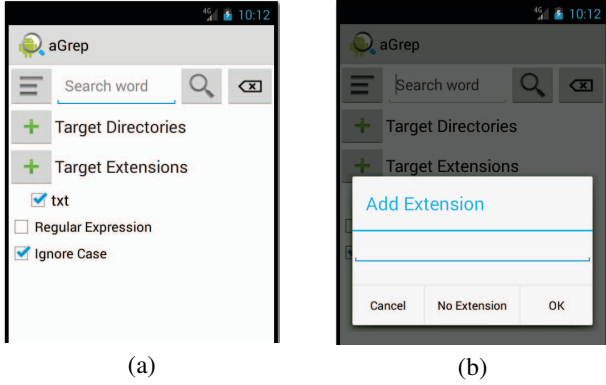 4G 10:12
aGrep
Search word
Target Directories
Target Extensions
txt
Regular Expression
Ignore Case
(a)
4G 10:12
aGrep
Search word
Target Directories
Target Extensions
Add Extension
Cancel No Extension OK
(b)